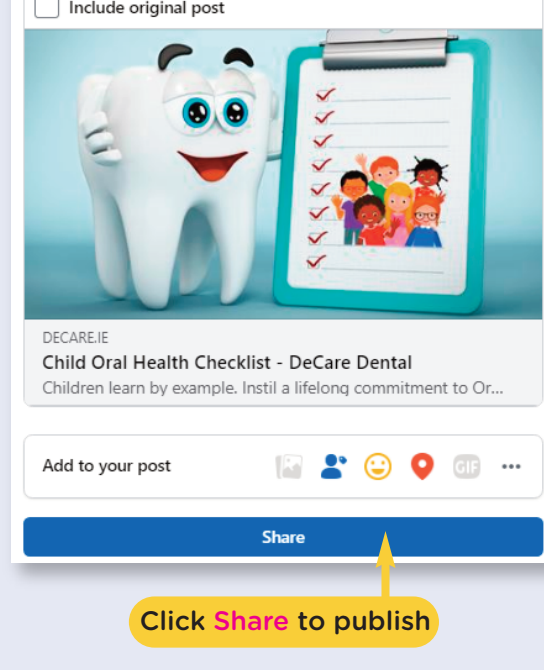 Include original post
DECARE.IE
Child Oral Health Checklist - DeCare Dental
Children learn by example. Instil a lifelong commitment to Or...
Add to your post
GIF
Share
Click Share to publish